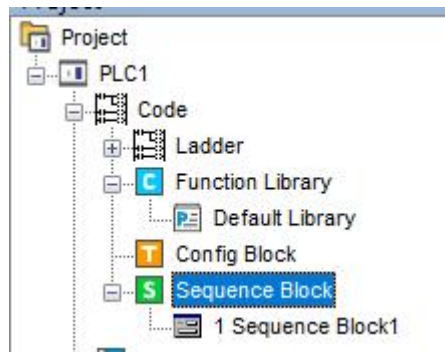 Project
PLC1
Code
Ladder
C Function Library
P Default Library
T Config Block
S Sequence Block
1 Sequence Block1